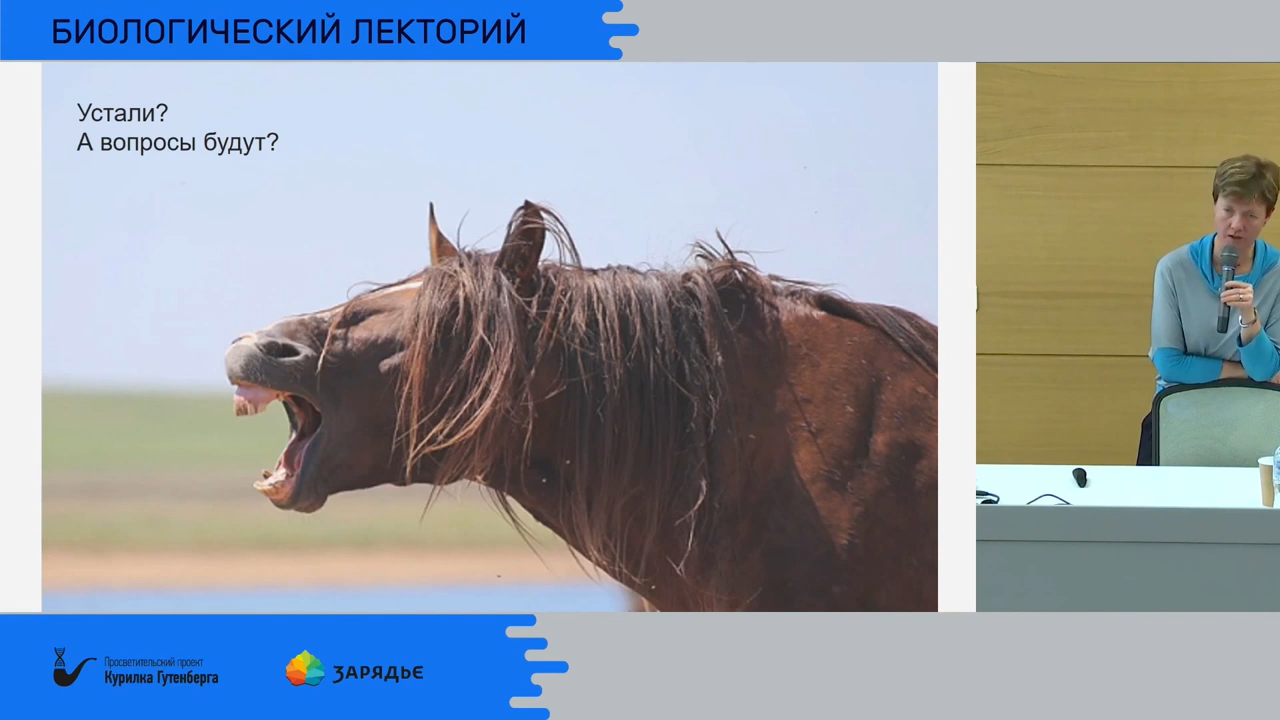 БИОЛОГИЧЕСКИЙ ЛЕКТОРИЙ
Устали?
А вопросы будут?
Просветительский проект
Курилка Гутенберга
ЗАРЯДЬЕ